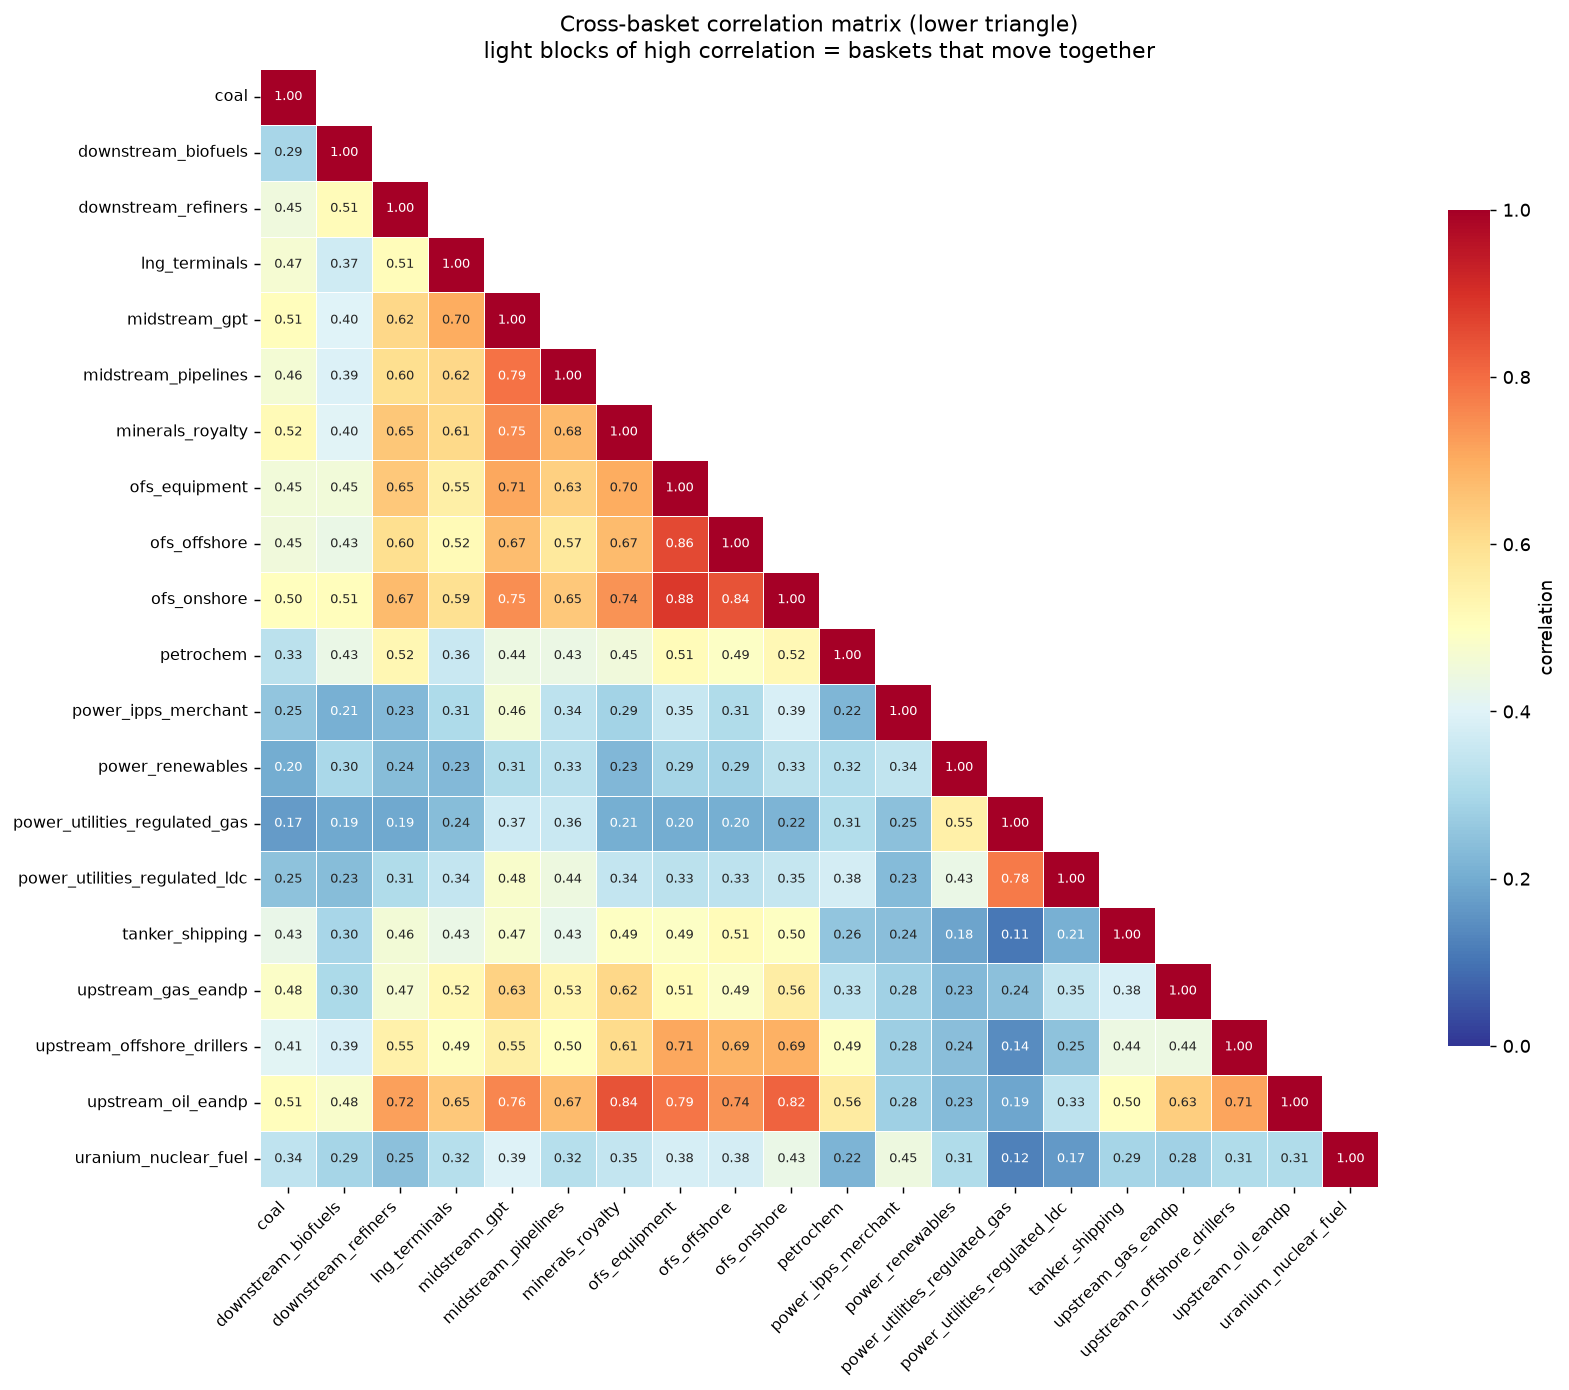 Cross-basket correlation matrix (lower triangle)
light blocks of high correlation = baskets that move together
coal 1.00
downstream_biofuels 0.29 1.00
downstream_refiners 0.45 0.51 1.00
lng_terminals 0.47 0.37 0.51 1.00
midstream_gpt 0.51 0.40 0.62 0.70 1.00
midstream_pipelines 0.46 0.39 0.60 0.62 0.79 1.00
minerals_royalty 0.52 0.40 0.65 0.61 0.75 0.68 1.00
ofs_equipment 0.45 0.45 0.65 0.55 0.71 0.63 0.70 1.00
ofs_offshore 0.45 0.43 0.60 0.52 0.67 0.57 0.67 0.86 1.00
ofs_onshore 0.50 0.51 0.67 0.59 0.75 0.65 0.74 0.88 0.84 1.00
petrochem 0.33 0.43 0.52 0.36 0.44 0.43 0.45 0.51 0.49 0.52 1.00
power_ipps_merchant 0.25 0.21 0.23 0.31 0.46 0.34 0.29 0.35 0.31 0.39 0.22 1.00
power_renewables 0.20 0.30 0.24 0.23 0.31 0.33 0.23 0.29 0.29 0.33 0.32 0.34 1.00
power_utilities_regulated_gas 0.17 0.19 0.19 0.24 0.37 0.36 0.21 0.20 0.20 0.22 0.31 0.25 0.55 1.00
power_utilities_regulated_ldc 0.25 0.23 0.31 0.34 0.48 0.44 0.34 0.33 0.33 0.35 0.38 0.23 0.43 0.78 1.00
tanker_shipping 0.43 0.30 0.46 0.43 0.47 0.43 0.49 0.49 0.51 0.50 0.26 0.24 0.18 0.11 0.21 1.00
upstream_gas_eandp 0.48 0.30 0.47 0.52 0.63 0.53 0.62 0.51 0.49 0.56 0.33 0.28 0.23 0.24 0.35 0.38 1.00
upstream_offshore_drillers 0.41 0.39 0.55 0.49 0.55 0.50 0.61 0.71 0.69 0.69 0.49 0.28 0.24 0.14 0.25 0.44 0.44 1.00
upstream_oil_eandp 0.51 0.48 0.72 0.65 0.76 0.67 0.84 0.79 0.74 0.82 0.56 0.28 0.23 0.19 0.33 0.50 0.63 0.71 1.00
uranium_nuclear_fuel 0.34 0.29 0.25 0.32 0.39 0.32 0.35 0.38 0.38 0.43 0.22 0.45 0.31 0.12 0.17 0.29 0.28 0.31 0.31 1.00
coal
downstream_biofuels
downstream_refiners
lng_terminals
midstream_gpt
midstream_pipelines
minerals_royalty
ofs_equipment
ofs_offshore
ofs_onshore
petrochem
power_ipps_merchant
power_renewables
power_utilities_regulated_gas
power_utilities_regulated_ldc
tanker_shipping
upstream_gas_eandp
upstream_offshore_drillers
upstream_oil_eandp
uranium_nuclear_fuel
1.0
0.8
0.6
0.4
0.2
0.0
correlation